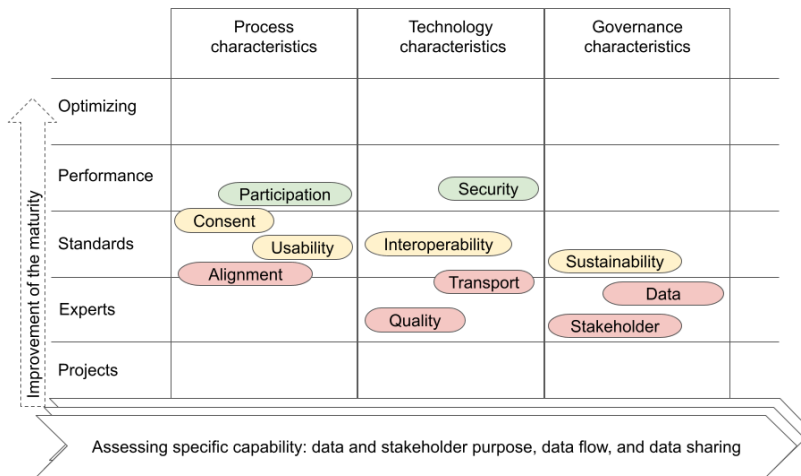 Process
characteristics
Technology
characteristics
Governance
characteristics
Optimizing
Performance
Participation
Security
Consent
Standards
Usability
Interoperability
Sustainability
Alignment
Transport
Data
Experts
Quality
Stakeholder
Projects
Improvement of the maturity
Assessing specific capability: data and stakeholder purpose, data flow, and data sharing